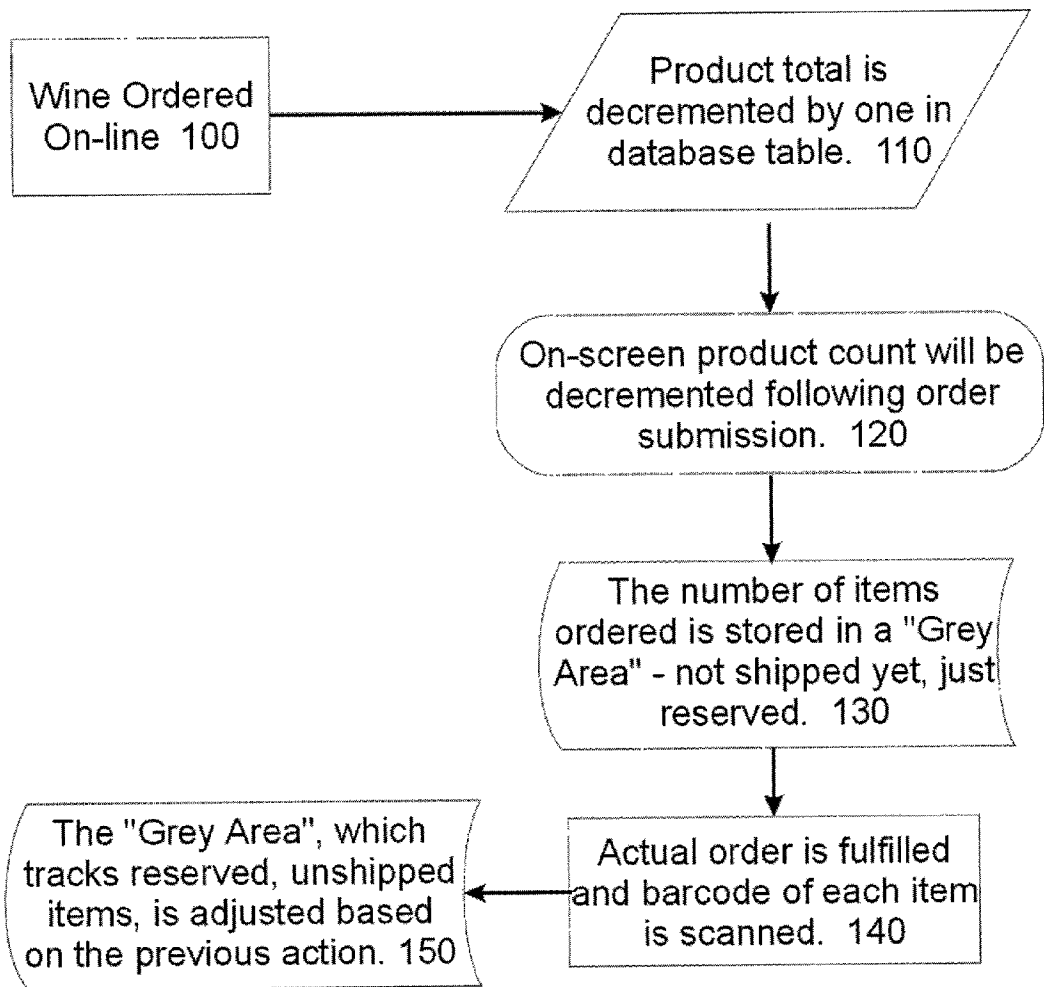 Wine Ordered
On-line 100
Product total is
decremented by one in
database table. 110
On-screen product count will be
decremented following order
submission. 120
The number of items
ordered is stored in a "Grey
Area" - not shipped yet, just
reserved. 130
Actual order is fulfilled
and barcode of each item
is scanned. 140
The "Grey Area", which
tracks reserved, unshipped
items, is adjusted based
on the previous action. 150